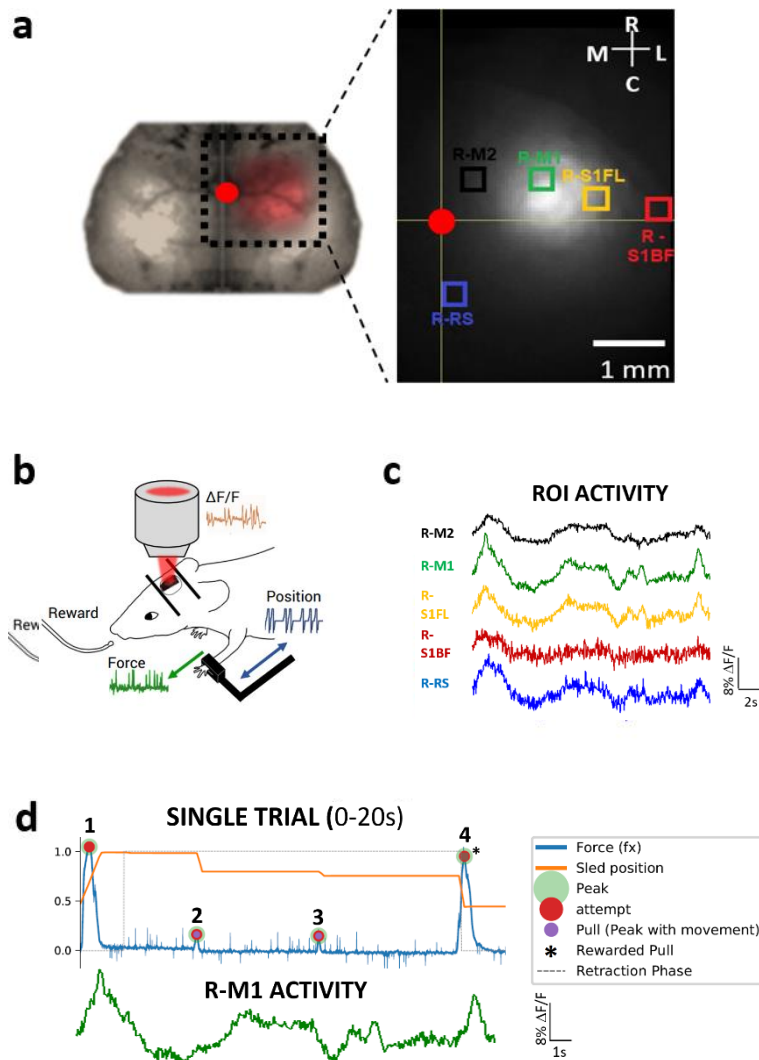 a
R
M L
C
R-M2
R-M1
R-S1FL
R -
S1BF
R-RS
1 mm
b
ΔF/F
Reward
Rew
Position
Force
c
ROI ACTIVITY
R-M2
R-M1
R-
S1FL
R-
S1BF
R-RS
8% ΔF/F
2s
d
SINGLE TRIAL (0-20s)
1
2
3
4
*
1.0
0.5
0.0
R-M1 ACTIVITY
Force (fx)
Sled position
Peak
attempt
Pull (Peak with movement)
* Rewarded Pull
Retraction Phase
8% ΔF/F
1s